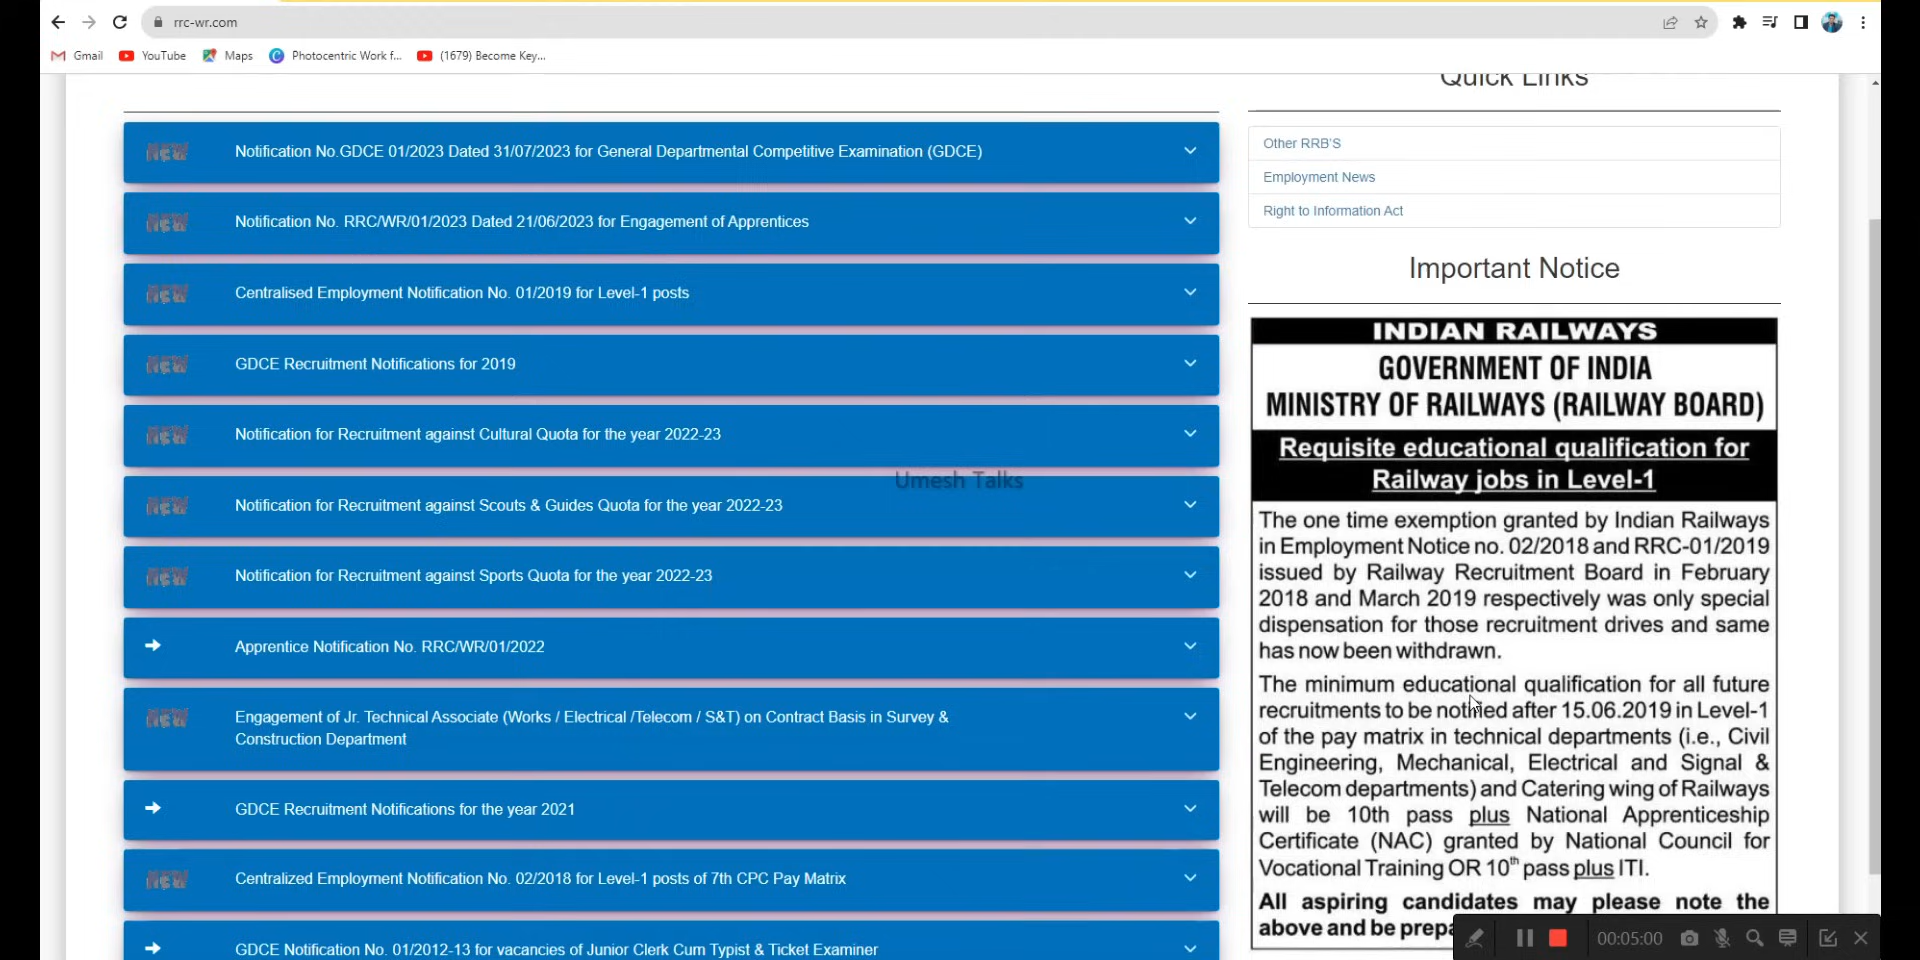 rrc-wr.com
Gmail
YouTube
Maps
Photocentric Work f...
(1679) Become Key...
Quick Links
NEW
Notification No.GDCE 01/2023 Dated 31/07/2023 for General Departmental Competitive Examination (GDCE)
NEW
Notification No. RRC/WR/01/2023 Dated 21/06/2023 for Engagement of Apprentices
NEW
Centralised Employment Notification No. 01/2019 for Level-1 posts
NEW
GDCE Recruitment Notifications for 2019
NEW
Notification for Recruitment against Cultural Quota for the year 2022-23
NEW
Notification for Recruitment against Scouts & Guides Quota for the year 2022-23
NEW
Notification for Recruitment against Sports Quota for the year 2022-23
Apprentice Notification No. RRC/WR/01/2022
NEW
Engagement of Jr. Technical Associate (Works / Electrical /Telecom / S&T) on Contract Basis in Survey &
Construction Department
GDCE Recruitment Notifications for the year 2021
NEW
Centralized Employment Notification No. 02/2018 for Level-1 posts of 7th CPC Pay Matrix
GDCE Notification No. 01/2012-13 for vacancies of Junior Clerk Cum Typist & Ticket Examiner
Umesh Talks
Other RRB'S
Employment News
Right to Information Act
Important Notice
INDIAN RAILWAYS
GOVERNMENT OF INDIA
MINISTRY OF RAILWAYS (RAILWAY BOARD)
Requisite educational qualification for
Railway jobs in Level-1
The one time exemption granted by Indian Railways
in Employment Notice no. 02/2018 and RRC-01/2019
issued by Railway Recruitment Board in February
2018 and March 2019 respectively was only special
dispensation for those recruitment drives and same
has now been withdrawn.
The minimum educational qualification for all future
recruitments to be notified after 15.06.2019 in Level-1
of the pay matrix in technical departments (i.e., Civil
Engineering, Mechanical, Electrical and Signal &
Telecom departments) and Catering wing of Railways
will be 10th pass plus National Apprenticeship
Certificate (NAC) granted by National Council for
Vocational Training OR 10th pass plus ITI.
All aspiring candidates may please note the
above and be
00:05:00